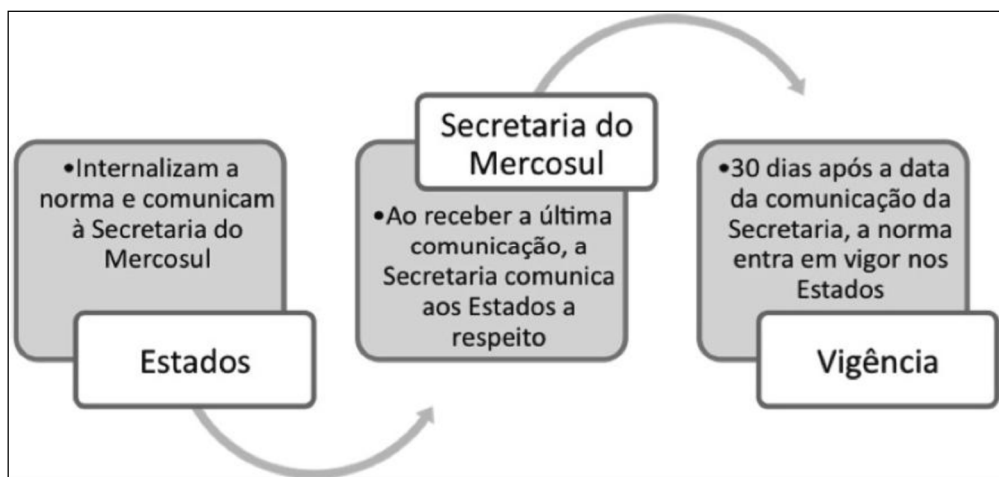 •Internalizam a
norma e comunicam
à Secretaria do
Mercosul
Estados
Secretaria do
Mercosul
•Ao receber a última
comunicação, a
Secretaria comunica
aos Estados a
respeito
•30 dias após a data
da comunicação da
Secretaria, a norma
entra em vigor nos
Estados
Vigência